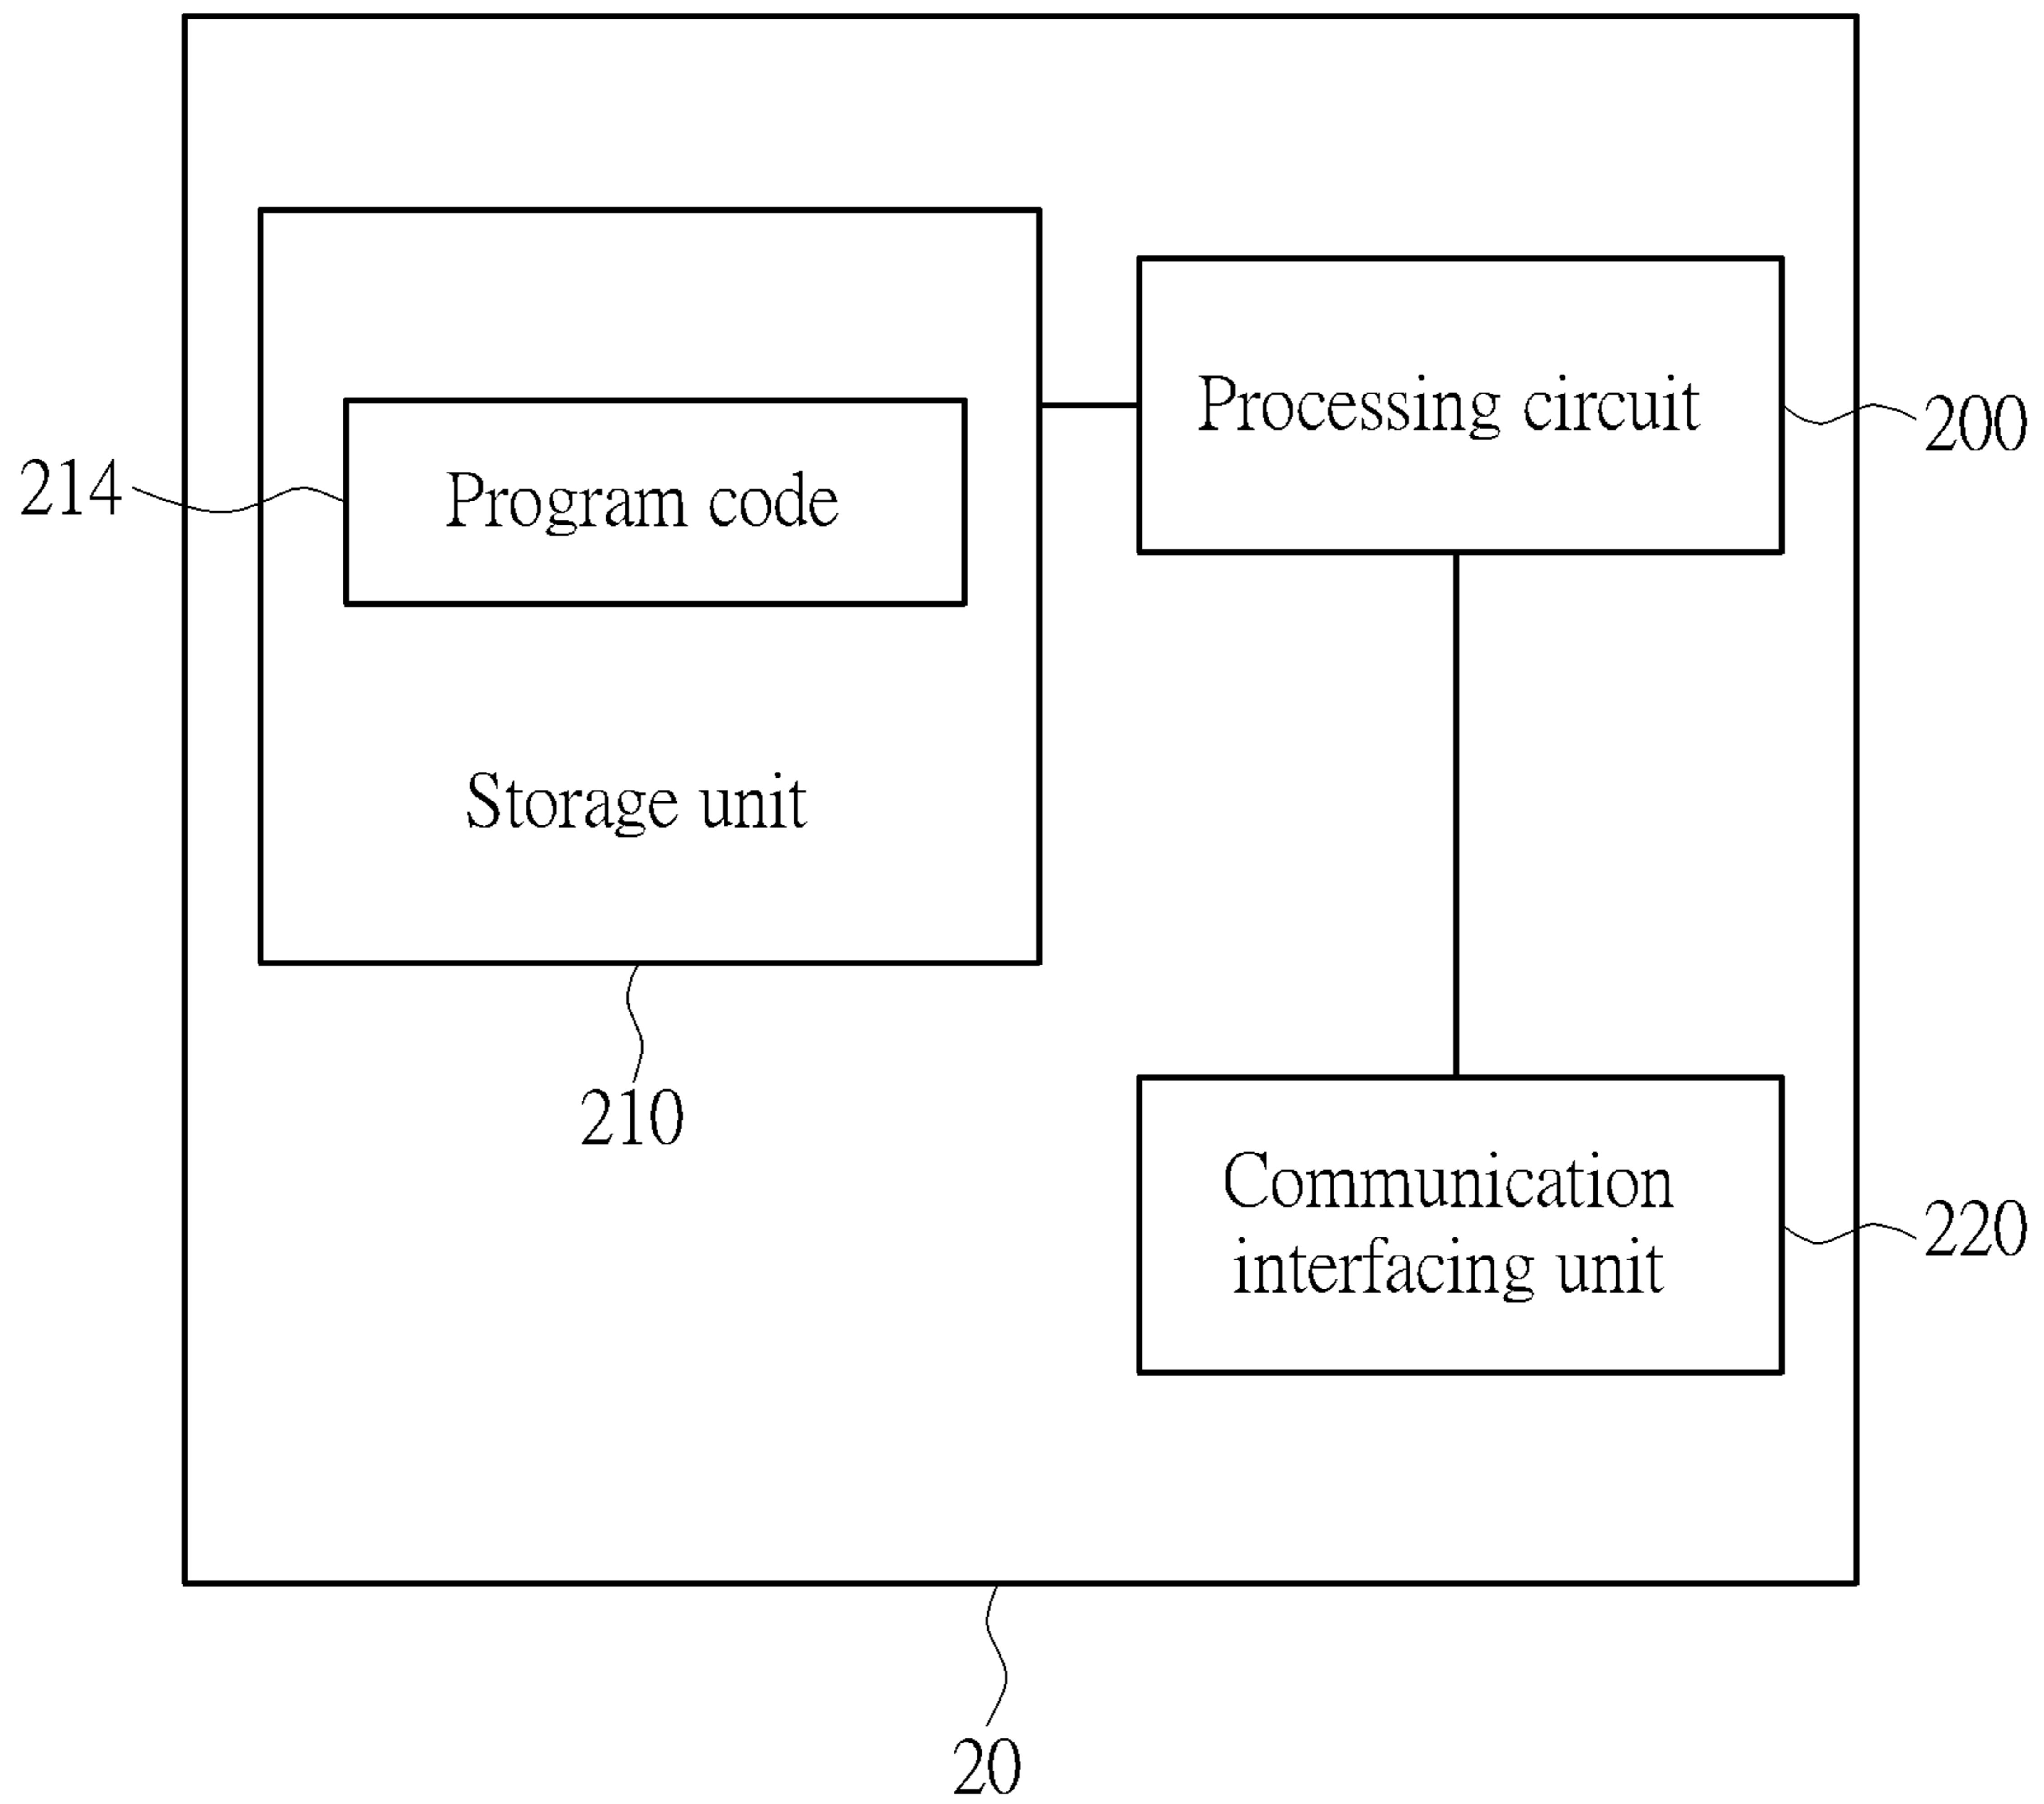 Processing circuit
200
214
Program code
Storage unit
210
Communication
interfacing unit
220
20